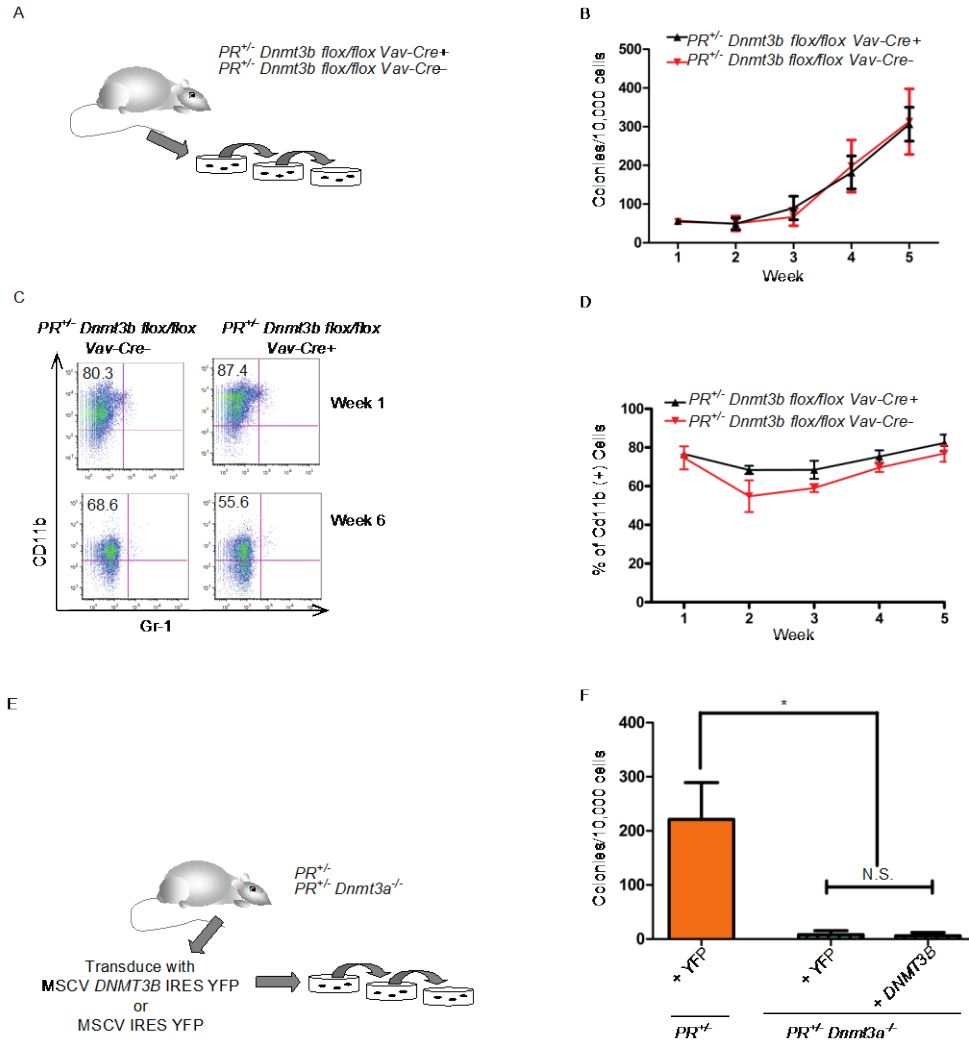 A
PR+/- Dnmt3b flox/flox Vav-Cre+
PR+/- Dnmt3b flox/flox Vav-Cre-
B
PR+/- Dnmt3b flox/flox Vav-Cre+
PR+/- Dnmt3b flox/flox Vav-Cre-
Colonies/10,000 cells
500
400
300
200
100
0
1 2 3 4 5
Week
C
PR+/- Dnmt3b flox/flox
Vav-Cre-
PR+/- Dnmt3b flox/flox
Vav-Cre+
80.3
87.4
Week 1
68.6
55.6
Week 6
CD11b
Gr-1
D
PR+/- Dnmt3b flox/flox Vav-Cre+
PR+/- Dnmt3b flox/flox Vav-Cre-
% of Cd11b (+) Cells
100
80
60
40
20
0
1 2 3 4 5
Week
E
PR+/-
PR+/- Dnmt3a-/-
Transduce with
MSCV DNMT3B IRES YFP
or
MSCV IRES YFP
F
*
N.S.
Colonies/10,000 cells
400
300
200
100
0
+ YFP
+ YFP
+ DNMT3B
PR+/-
PR+/- Dnmt3a-/-